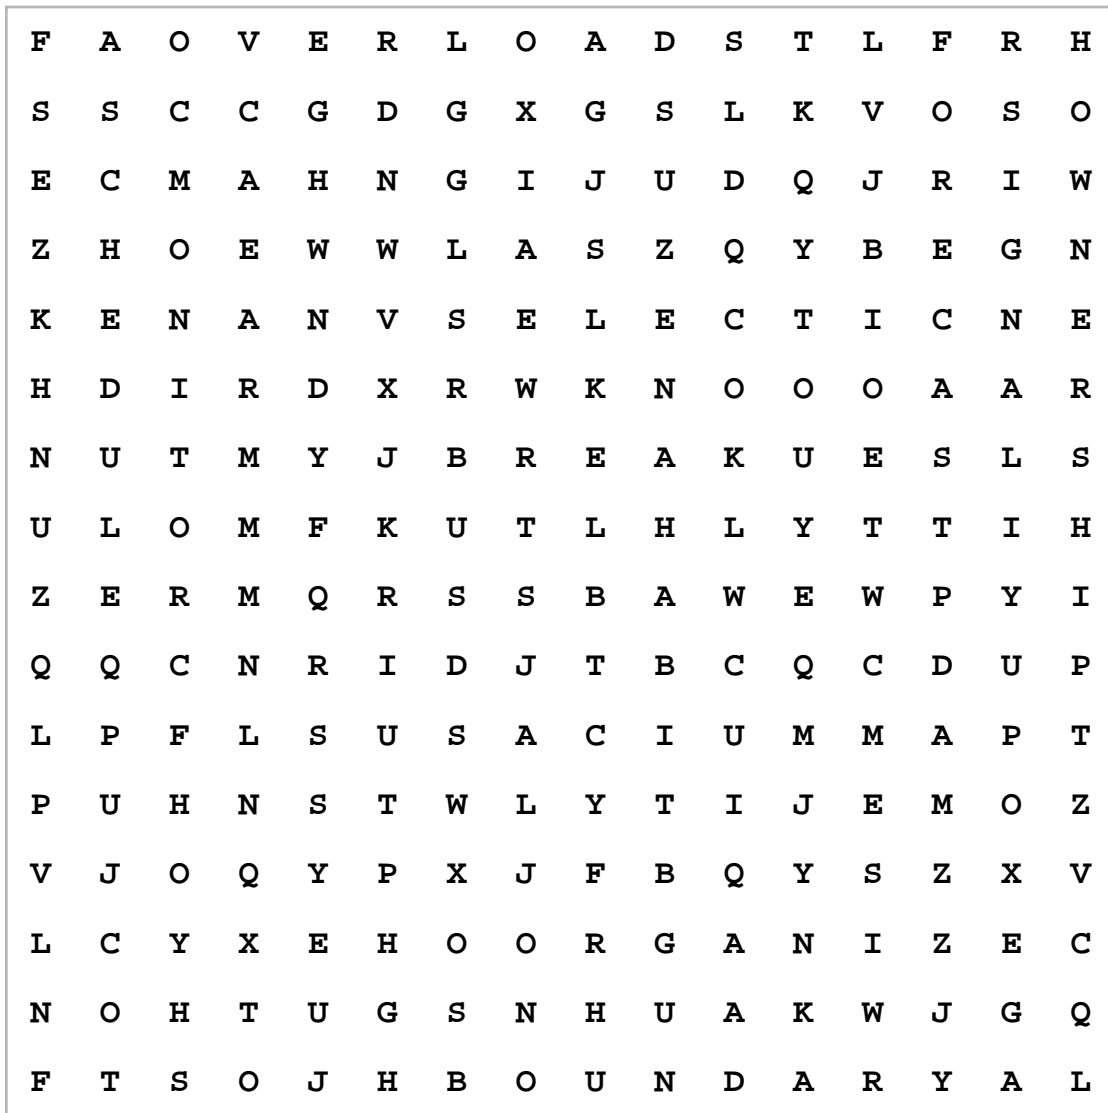 F A O V E R L O A D S T L F R H
S S C C G D G X G S L K V O S O
E C M A H N G I J U D Q J R I W
Z H O E W W L A S Z Q Y B E G N
K E N A N V S E L E C T I C N E
H D I R D X R W K N O O O A A R
N U T M Y J B R E A K U E S L S
U L O M F K U T L H L Y T T I H
Z E R M Q R S S B A W E W P Y I
Q Q C N R I D J T B C Q C D U P
L P F L S U S A C I U M M A P T
P U H N S T W L Y T I J E M O Z
V J O Q Y P X J F B Q Y S Z X V
L C Y X E H O O R G A N I Z E C
N O H T U G S N H U A K W J G Q
F T S O J H B O U N D A R Y A L